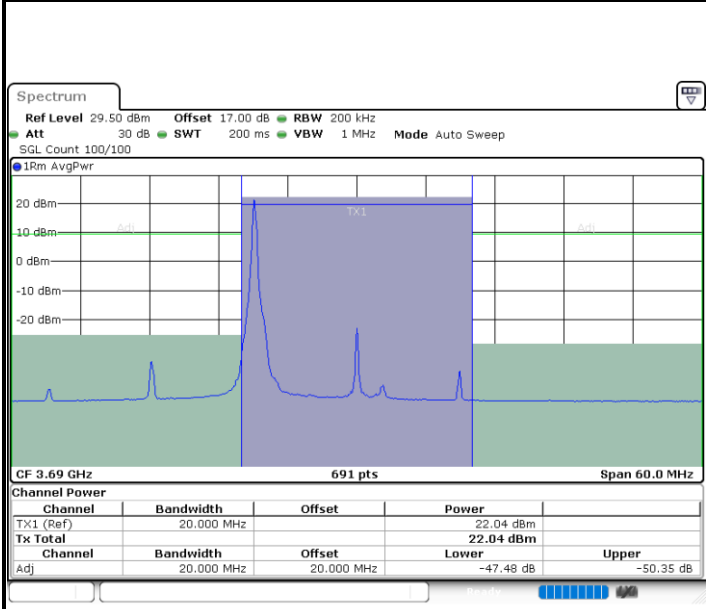 Spectrum
Ref Level 29.50 dBm Offset 17.00 dB RBW 200 kHz
Att 30 dB SWT 200 ms VBW 1 MHz Mode Auto Sweep
SGL Count 100/100
1Rm AvgPwr
20 dBm
TX1
10 dBm
Adj
Adj
0 dBm
-10 dBm
-20 dBm
CF 3.69 GHz 691 pts Span 60.0 MHz
Channel Power
Channel Bandwidth Offset Power
TX1 (Ref) 20.000 MHz 22.04 dBm
Tx Total 22.04 dBm
Channel Bandwidth Offset Lower Upper
Adj 20.000 MHz 20.000 MHz -47.48 dB -50.35 dB
Ready